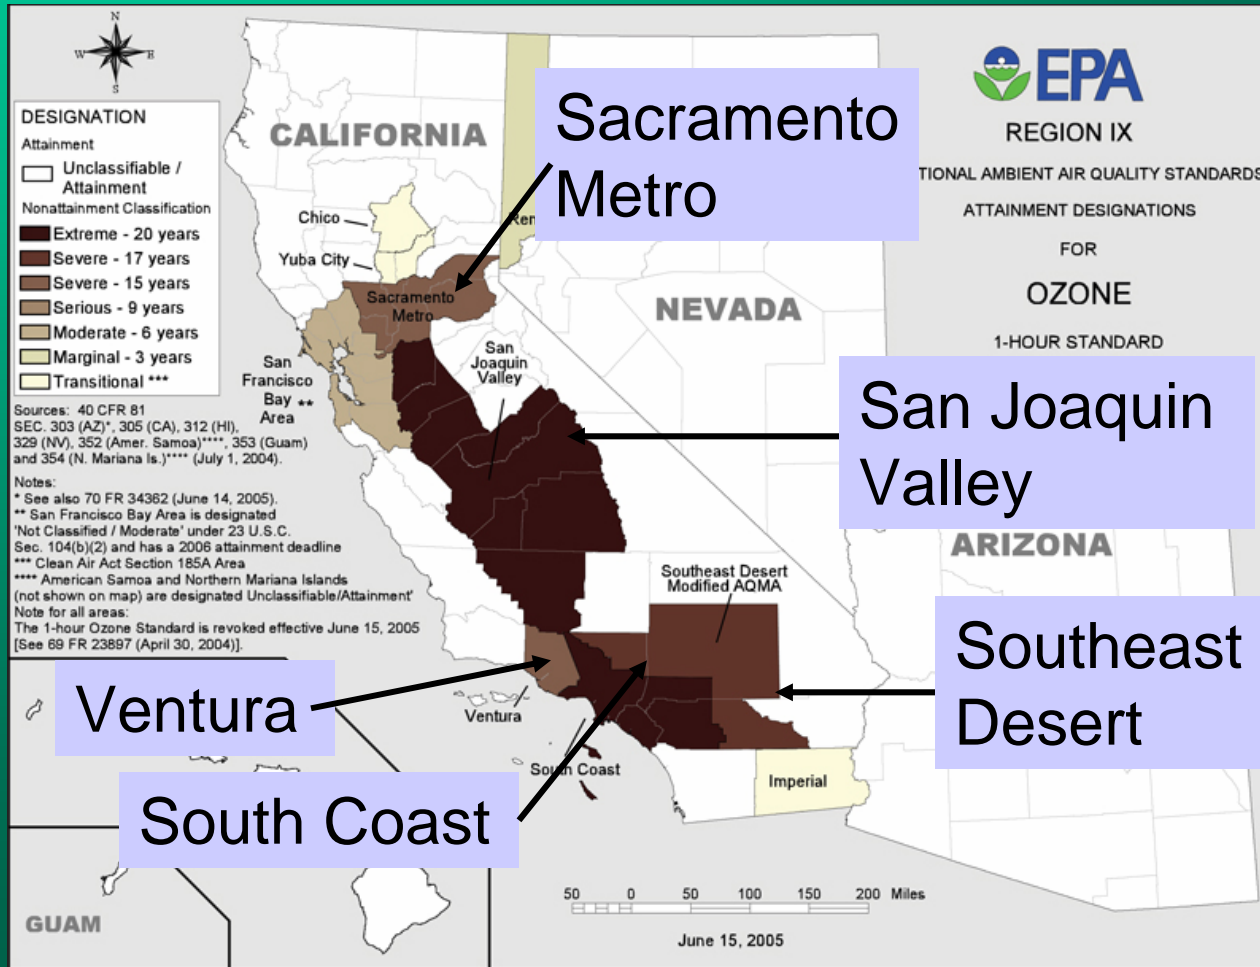 N
W
E
S
DESIGNATION
Attainment
Unclassifiable /
Attainment
Nonattainment Classification
Extreme - 20 years
Severe - 17 years
Severe - 15 years
Serious - 9 years
Moderate - 6 years
Marginal - 3 years
Transitional ***
Sources: 40 CFR 81
SEC. 303 (AZ)*, 305 (CA), 312 (HI),
329 (NV), 352 (Amer. Samoa)****, 353 (Guam)
and 354 (N. Mariana Is.)**** (July 1, 2004).
Notes:
* See also 70 FR 34362 (June 14, 2005).
** San Francisco Bay Area is designated
'Not Classified / Moderate' under 23 U.S.C.
Sec. 104(b)(2) and has a 2006 attainment deadline
*** Clean Air Act Section 185A Area
**** American Samoa and Northern Mariana Islands
(not shown on map) are designated Unclassifiable/Attainment'
Note for all areas:
The 1-hour Ozone Standard is revoked effective June 15, 2005
[See 69 FR 23897 (April 30, 2004)].
CALIFORNIA
Chico
Yuba City
Sacramento
Metro
San
Francisco
Bay **
Area
San
Joaquin
Valley
NEVADA
ARIZONA
Southeast Desert
Modified AQMA
Ventura
South Coast
Imperial
GUAM
Sacramento
Metro
San Joaquin
Valley
Southeast
Desert
Ventura
South Coast
EPA
REGION IX
AMBIENT AIR QUALITY STANDARDS
ATTAINMENT DESIGNATIONS
FOR
OZONE
1-HOUR STANDARD
50 0 50 100 150 200 Miles
June 15, 2005